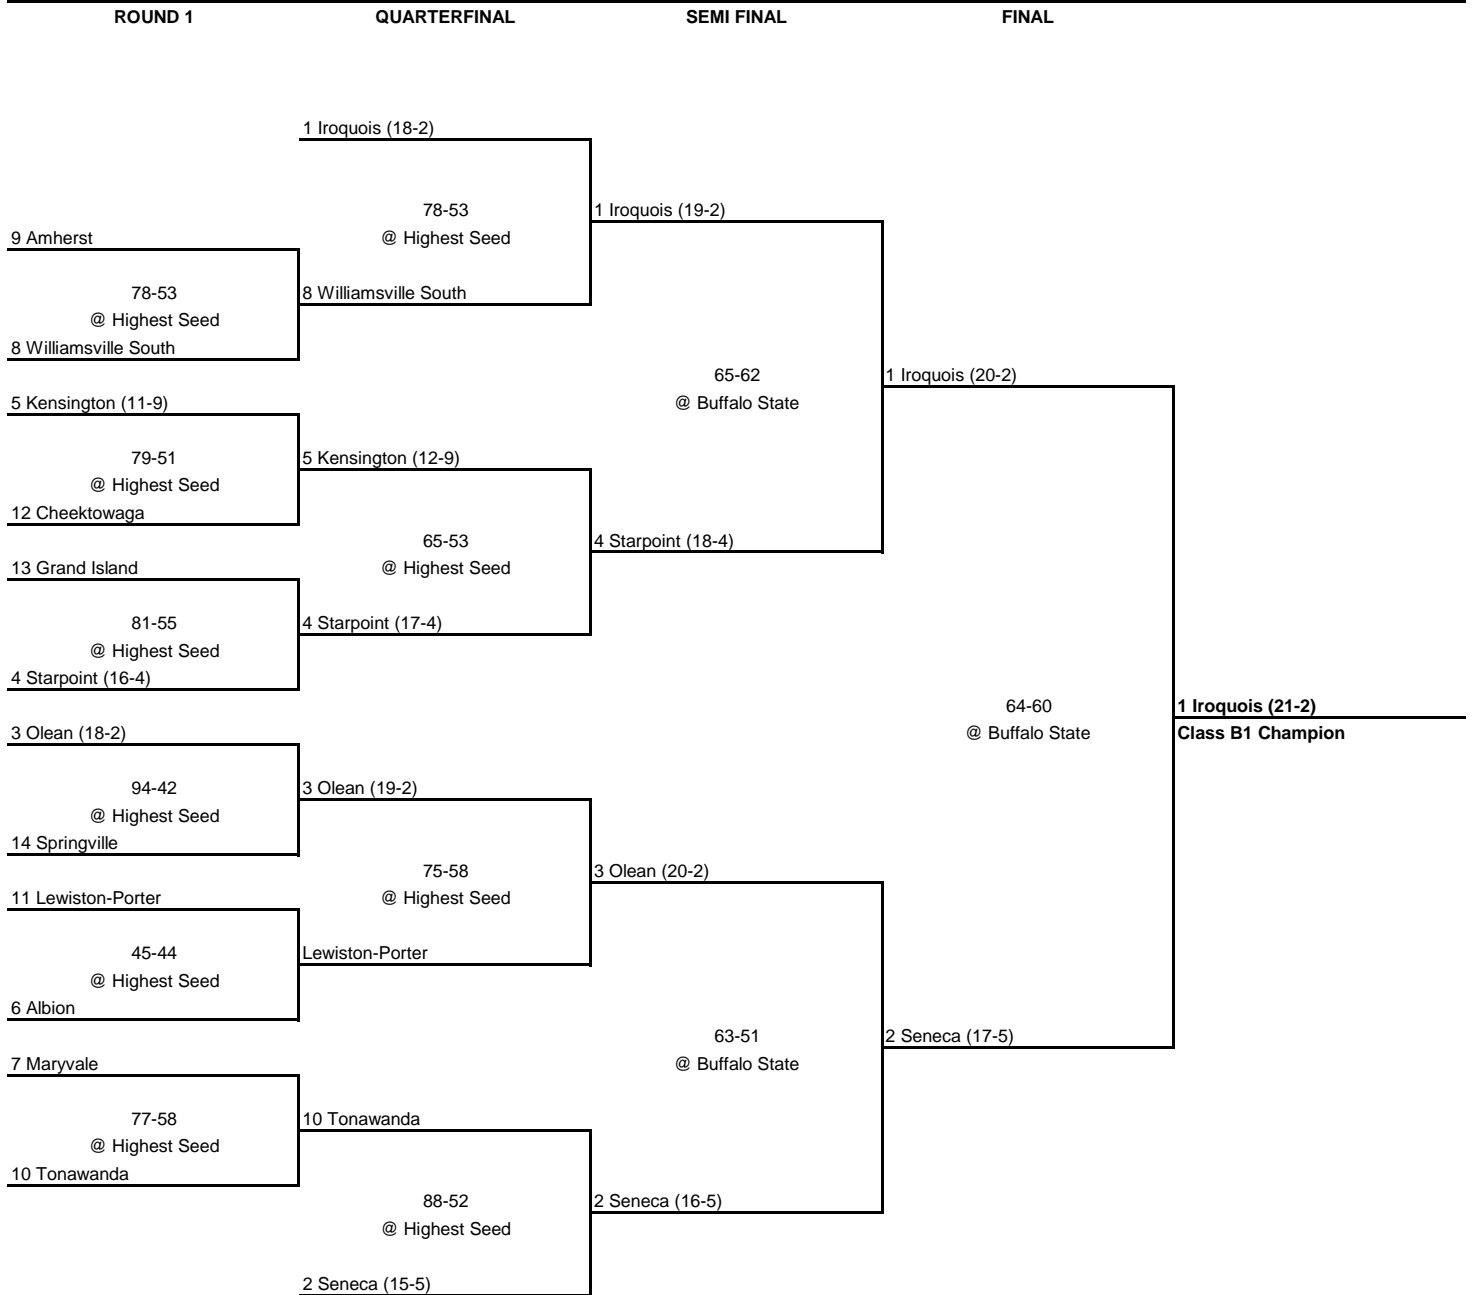 ROUND 1 QUARTERFINAL SEMI FINAL FINAL
1 Iroquois (18-2)
78-53 1 Iroquois (19-2)
9 Amherst @ Highest Seed
78-53 8 Williamsville South
@ Highest Seed
8 Williamsville South
65-62 1 Iroquois (20-2)
5 Kensington (11-9) @ Buffalo State
79-51 5 Kensington (12-9)
@ Highest Seed
12 Cheektowaga
65-53 4 Starpoint (18-4)
13 Grand Island @ Highest Seed
81-55 4 Starpoint (17-4)
@ Highest Seed
4 Starpoint (16-4)
64-60 1 Iroquois (21-2)
3 Olean (18-2) @ Buffalo State Class B1 Champion
94-42 3 Olean (19-2)
@ Highest Seed
14 Springville
75-58 3 Olean (20-2)
11 Lewiston-Porter @ Highest Seed
45-44 Lewiston-Porter
@ Highest Seed
6 Albion
63-51 2 Seneca (17-5)
7 Maryvale @ Buffalo State
77-58 10 Tonawanda
@ Highest Seed
10 Tonawanda
88-52 2 Seneca (16-5)
@ Highest Seed
2 Seneca (15-5)